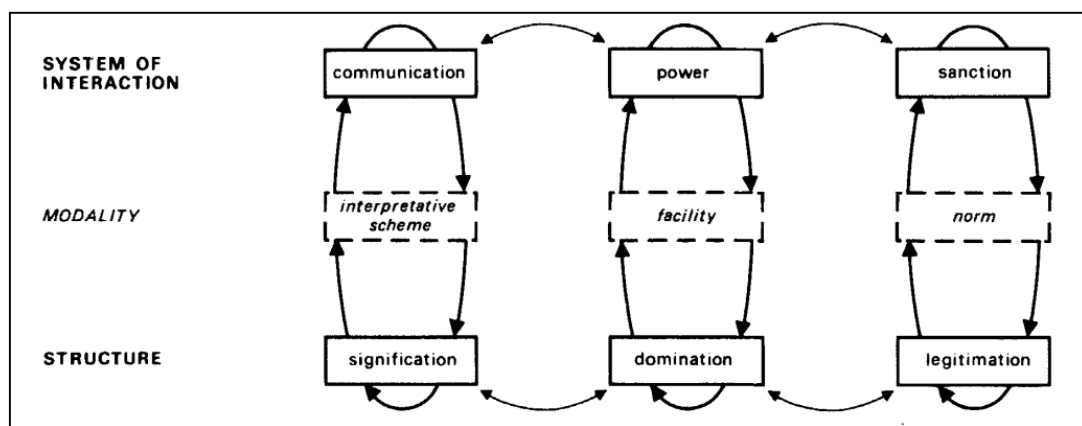 SYSTEM OF
INTERACTION
communication
power
sanction
MODALITY
interpretative
scheme
facility
norm
STRUCTURE
signification
domination
legitimation